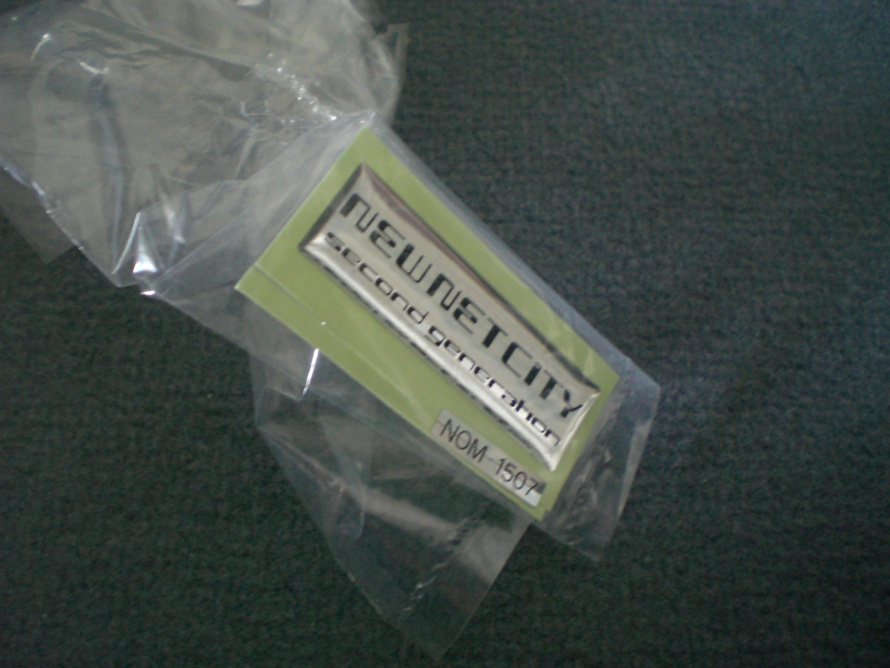 NEWNETCITY
second generation
NOM-1507